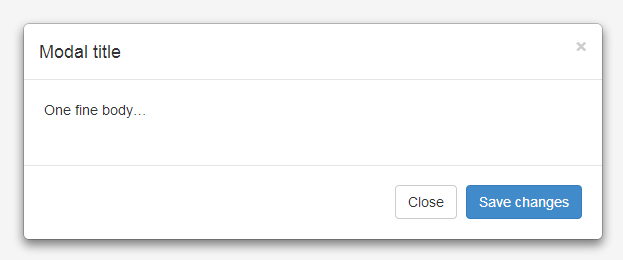 Modal title ×
One fine body…
Close Save changes